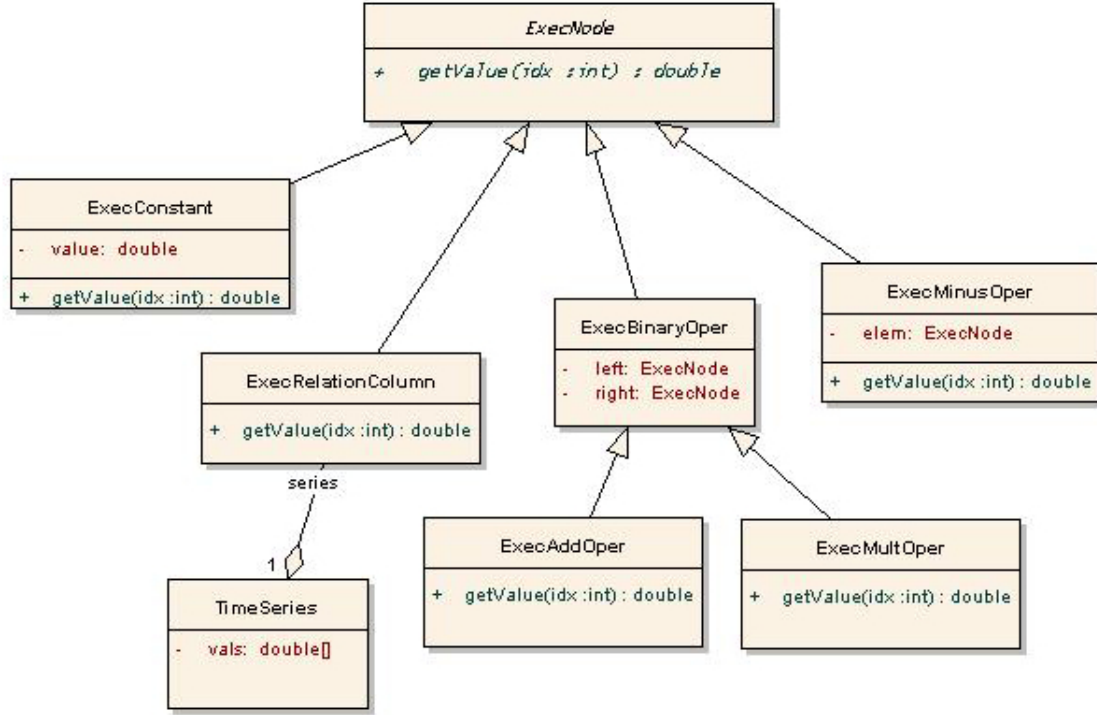 ExecNode
+ getValue(idx :int) : double
ExecConstant
- value: double
+ getValue(idx :int) : double
ExecRelationColumn
+ getValue(idx :int) : double
series
1
TimeSeries
- vals: double[]
ExecBinaryOper
- left: ExecNode
- right: ExecNode
ExecMinusOper
- elem: ExecNode
+ getValue(idx :int) : double
ExecAddOper
+ getValue(idx :int) : double
ExecMultOper
+ getValue(idx :int) : double